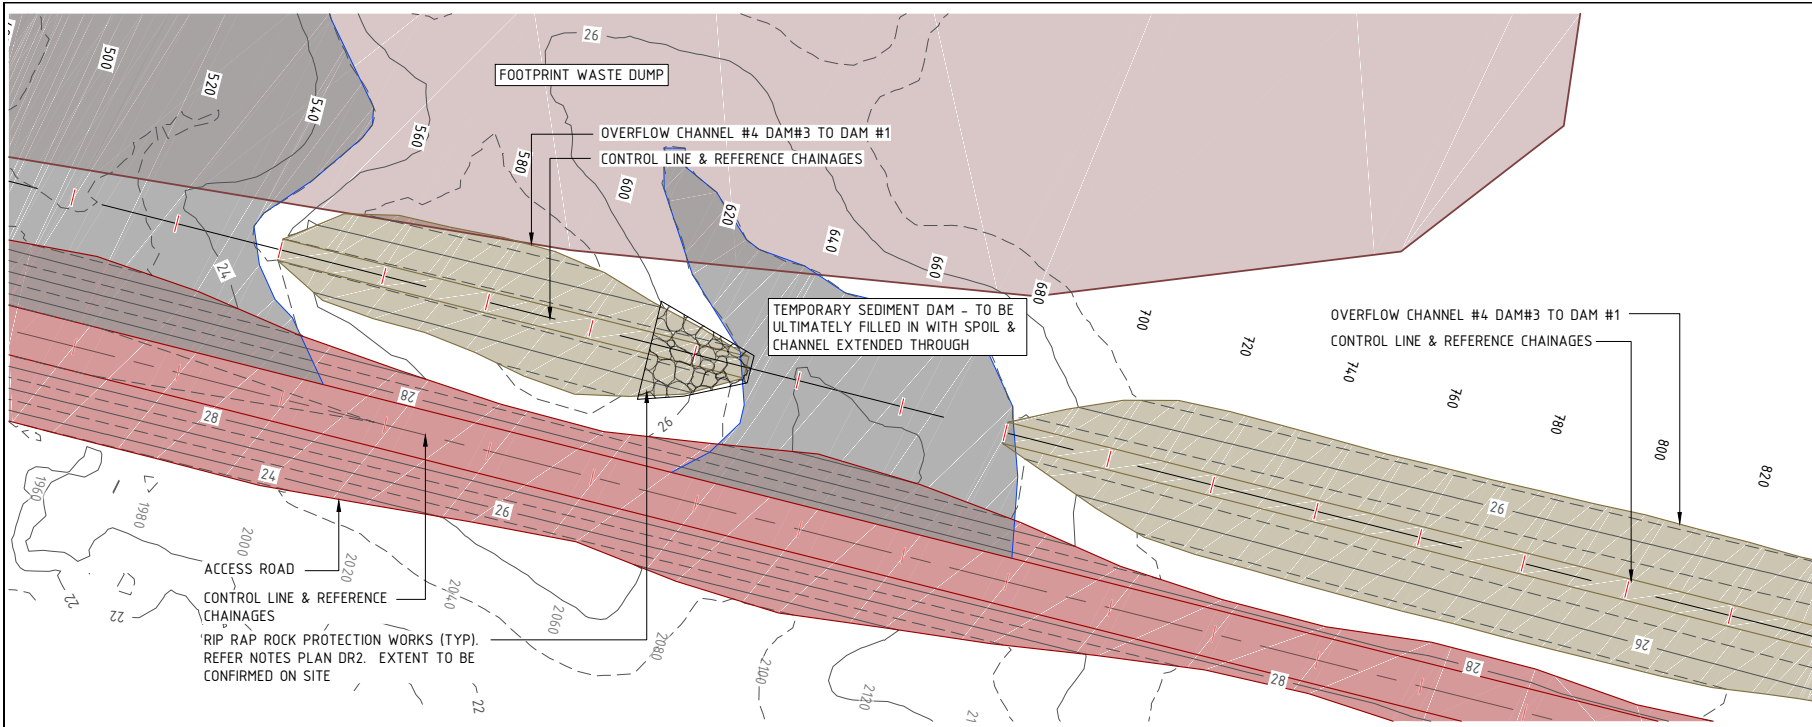 500
520
540
560
580
600
620
640
660
680
700
720
740
760
780
800
820
26
FOOTPRINT WASTE DUMP
OVERFLOW CHANNEL #4 DAM#3 TO DAM #1
CONTROL LINE & REFERENCE CHAINAGES
24
TEMPORARY SEDIMENT DAM - TO BE
ULTIMATELY FILLED IN WITH SPOIL &
CHANNEL EXTENDED THROUGH
OVERFLOW CHANNEL #4 DAM#3 TO DAM #1
CONTROL LINE & REFERENCE CHAINAGES
28
28
26
24
26
26
26
28
28
1960
1980
2000
2020
2040
2060
2080
2100
2120
22
22
22
ACCESS ROAD
CONTROL LINE & REFERENCE
CHAINAGES
RIP RAP ROCK PROTECTION WORKS (TYP).
REFER NOTES PLAN DR2. EXTENT TO BE
CONFIRMED ON SITE